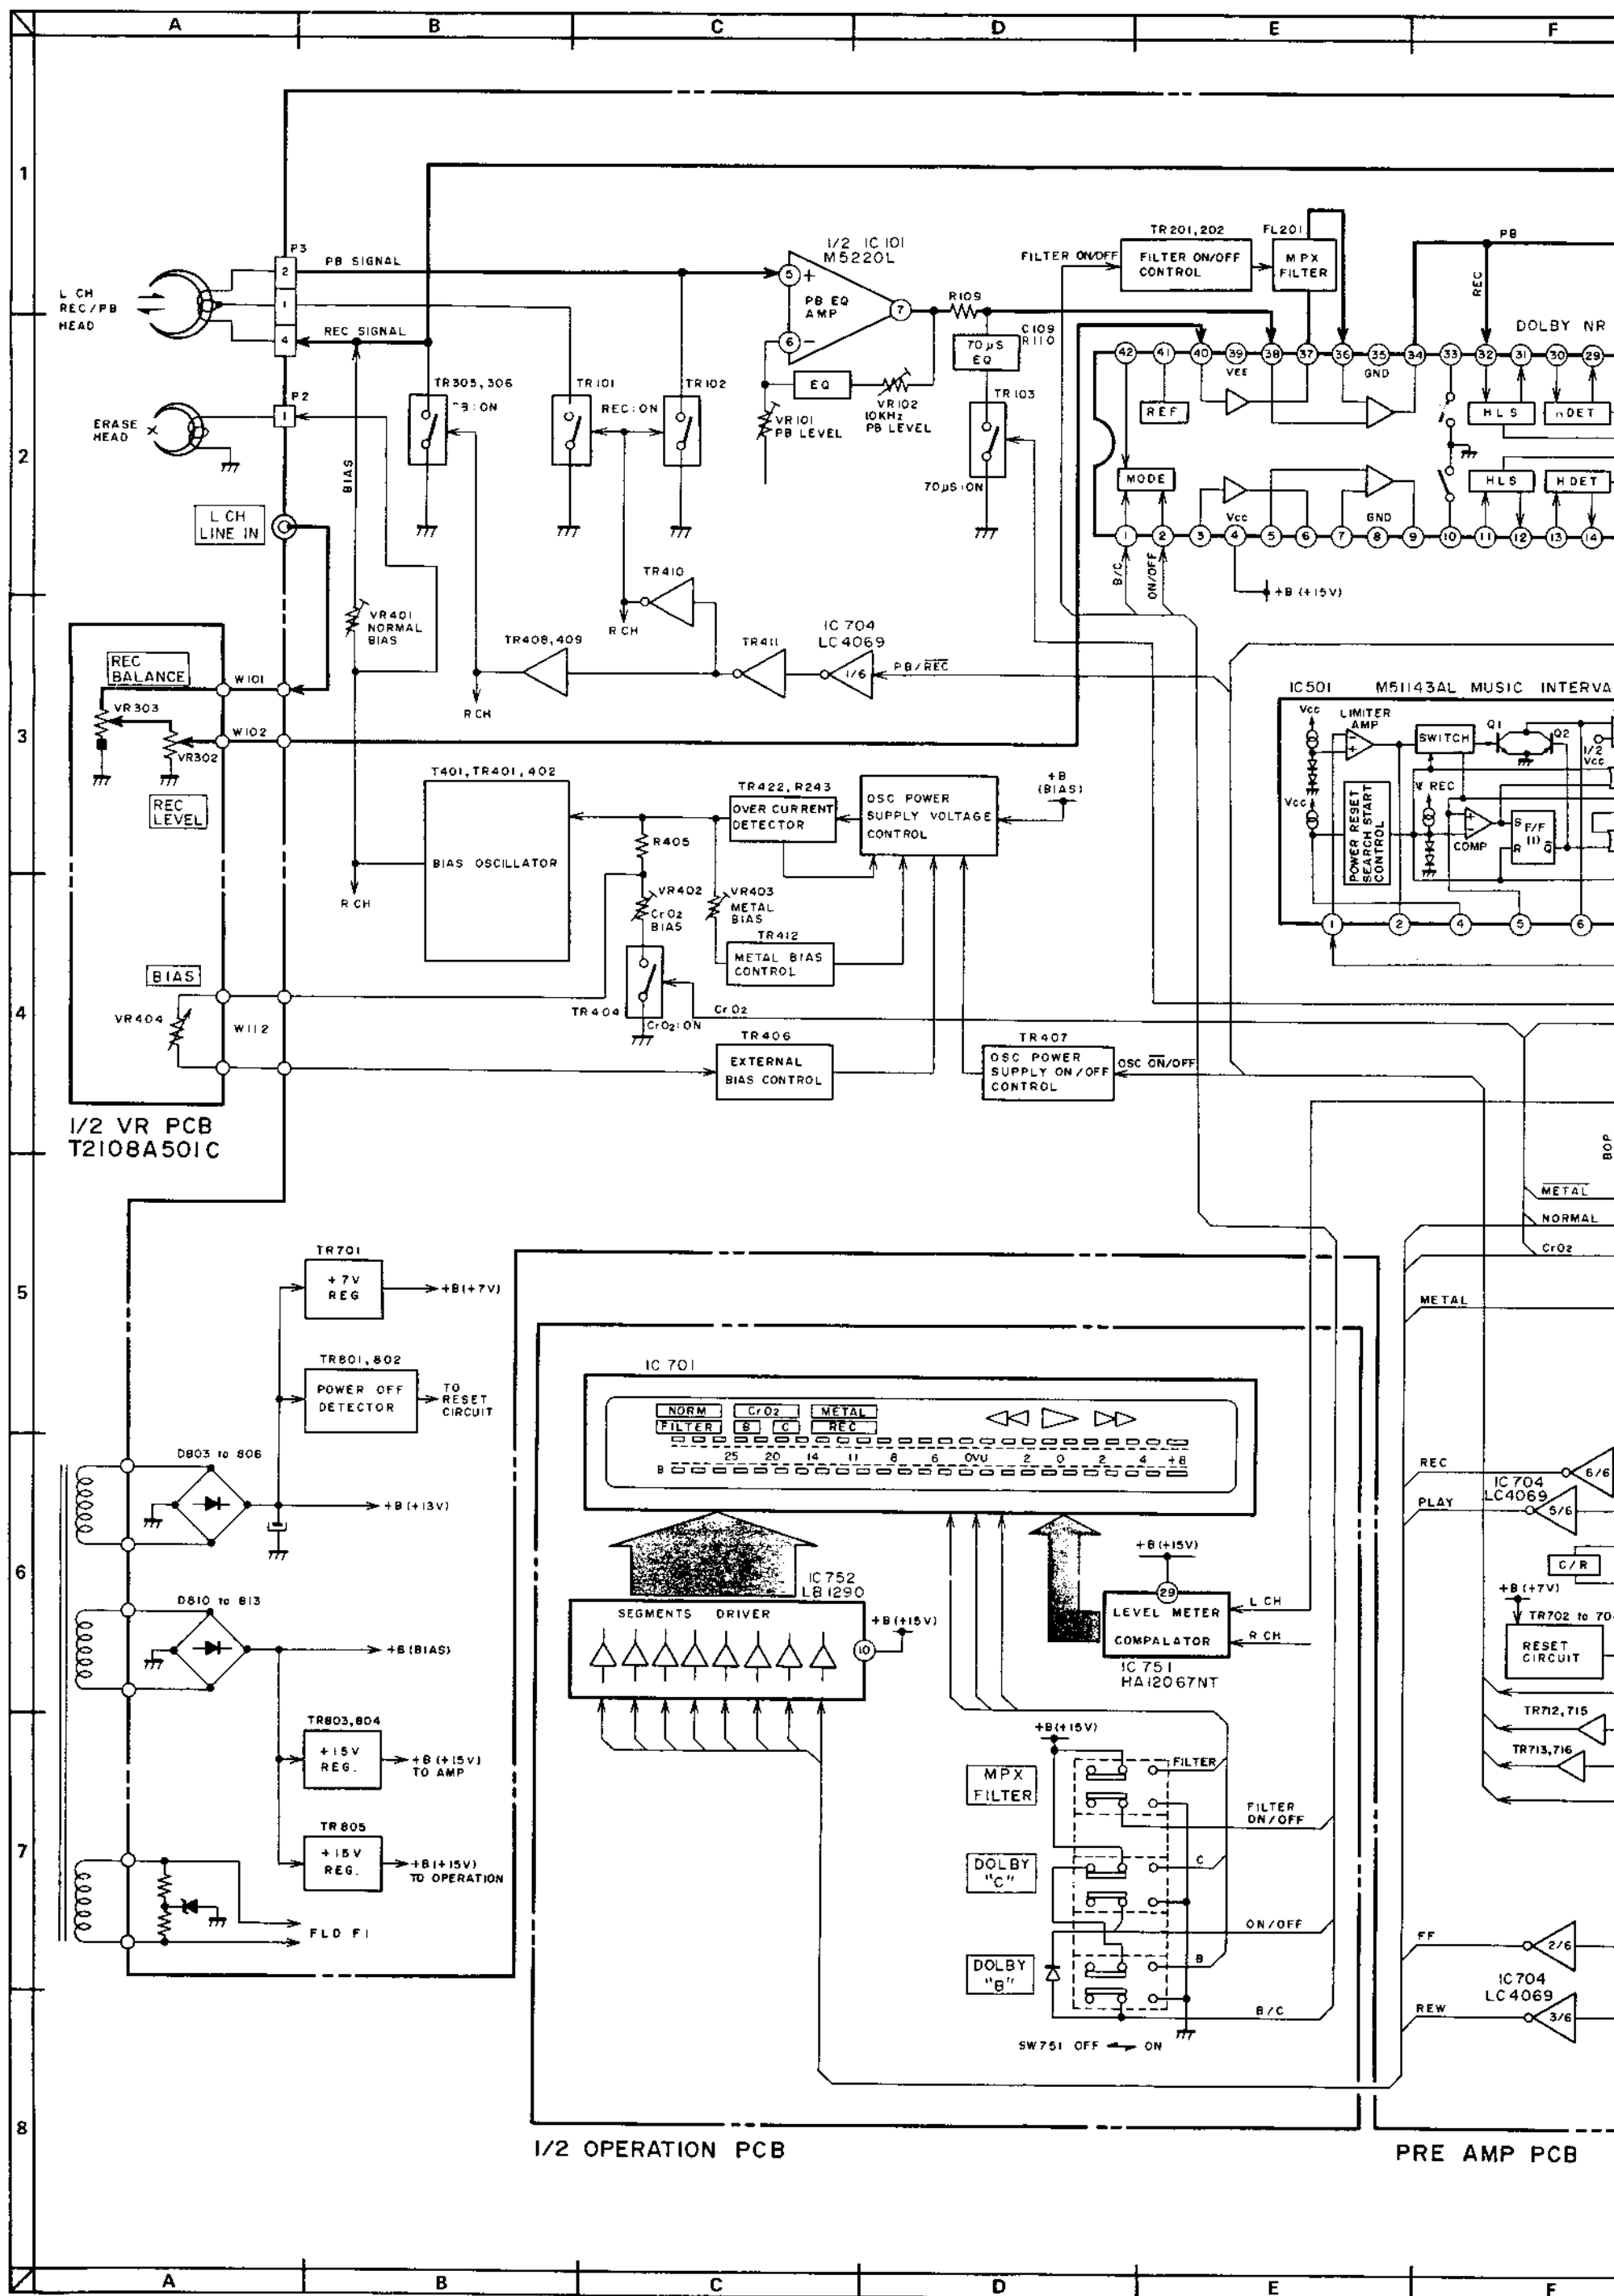 A B C D E F
1
2
3
4
5
6
7
8
L CH
REC/PB
HEAD
P3
2
1
4
PB SIGNAL
REC SIGNAL
ERASE
HEAD
P2
1
BIAS
L CH
LINE IN
TR305,306
TR101
REC:ON
TR102
1/2 IC101
M5220L
5
+
PB EQ
AMP
7
6
−
EQ
VR101
PB LEVEL
VR102
10KHz
PB LEVEL
R109
C109
R110
70µS
EQ
TR103
70µS:ON
FILTER ON/OFF
TR201,202
FILTER ON/OFF
CONTROL
FL201
MPX
FILTER
PB
REC
DOLBY NR
42 41 40 39 38 37 36 35 34 33 32 31 30 29
VEE
GND
REF
HLS
nDET
MODE
HLS
HDET
Vcc
GND
1 2 3 4 5 6 7 8 9 10 11 12 13 14
B/C
ON/OFF
+B (+15V)
VR401
NORMAL
BIAS
TR410
R CH
TR408,409
TR411
IC704
LC4069
1/6
PB/REC
R CH
REC
BALANCE
W101
VR303
W102
VR302
REC
LEVEL
T401,TR401,402
BIAS OSCILLATOR
R CH
TR422, R243
OVER CURRENT
DETECTOR
OSC POWER
SUPPLY VOLTAGE
CONTROL
+B
(BIAS)
R405
VR402
CrO2
BIAS
VR403
METAL
BIAS
TR412
METAL BIAS
CONTROL
TR404
CrO2:ON
CrO2
BIAS
VR404
W112
TR406
EXTERNAL
BIAS CONTROL
TR407
OSC POWER
SUPPLY ON/OFF
CONTROL
OSC ON/OFF
1/2 VR PCB
T2108A501C
IC501 M51143AL MUSIC INTERVA
Vcc
LIMITER
AMP
SWITCH
Q1
Q2
1/2
Vcc
Vcc
REC
POWER RESET
SEARCH START
CONTROL
COMP
S
F/F
(1)
R
Q
1 2 4 5 6
BOP
METAL
NORMAL
CrO2
METAL
TR701
+7V
REG
+B(+7V)
TR801,802
POWER OFF
DETECTOR
TO
RESET
CIRCUIT
D803 to 806
+B (+13V)
D810 to 813
+B (BIAS)
TR803,804
+15V
REG.
+B (+15V)
TO AMP
TR805
+15V
REG.
+B(+15V)
TO OPERATION
FLD F1
IC 701
NORM CrO2 METAL
FILTER B C REC
25 20 14 11 8 6 0VU 2 0 2 4 +8
B
IC752
LB1290
SEGMENTS DRIVER
10
+B (+15V)
+B (+15V)
29
LEVEL METER
COMPALATOR
L CH
R CH
IC751
HA12067NT
+B(+15V)
MPX
FILTER
FILTER
FILTER
ON/OFF
DOLBY
"C"
C
ON/OFF
DOLBY
"B"
B
B/C
SW751 OFF ON
REC
6/6
IC704
LC4069
PLAY
5/6
C/R
+B (+7V)
TR702 to 70
RESET
CIRCUIT
TR712,715
TR713,716
FF
2/6
IC704
LC4069
REW
3/6
1/2 OPERATION PCB
PRE AMP PCB
A B C D E F